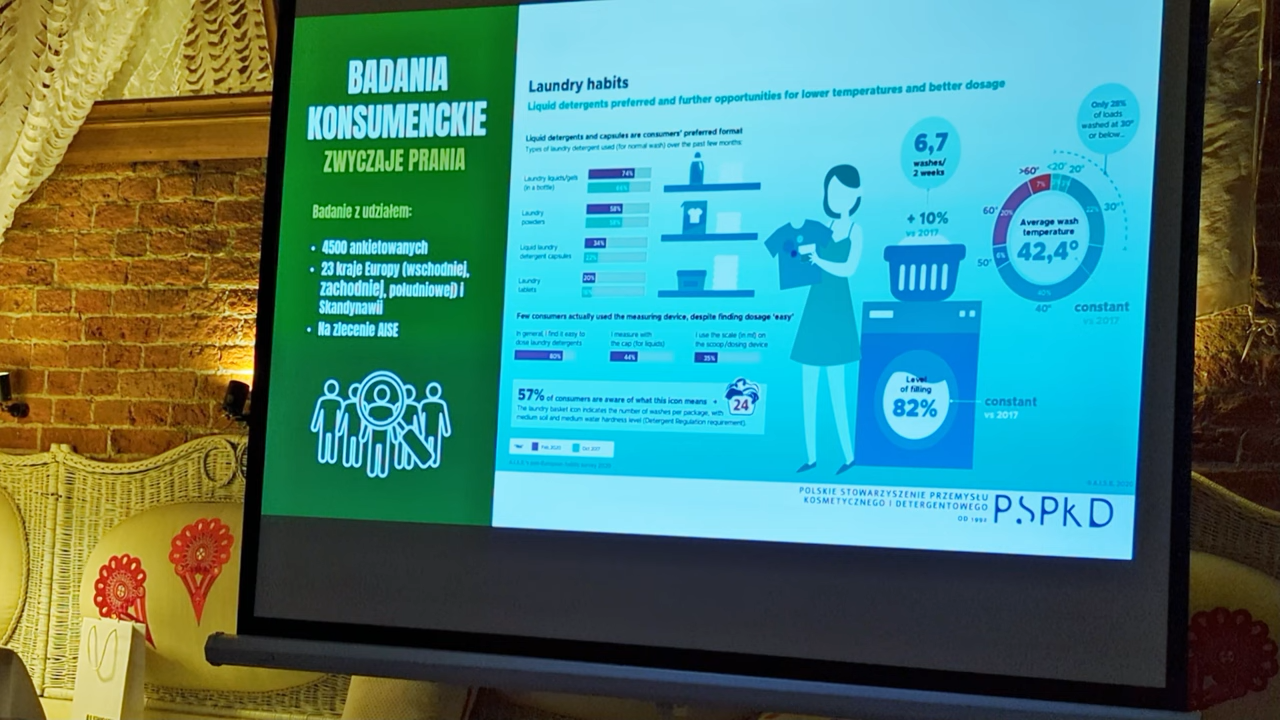 BADANIA
KONSUMENCKIE
ZWYCZAJE PRANIA
Badanie z udziałem:
• 4500 ankietowanych
• 23 kraje Europy (wschodniej,
zachodniej, południowej) i
Skandynawii
• Na zlecenie AISE
Laundry habits
Liquid detergents preferred and further opportunities for lower temperatures and better dosage
Liquid detergents and capsules are consumers' preferred format
Types of laundry detergent used (for normal wash) over the past few months:
Laundry liquids/gels
(in a bottle)
74%
Laundry
powders
58%
Liquid laundry
detergent capsules
34%
Laundry
tablets
20%
Few consumers actually used the measuring device, despite finding dosage 'easy'
In general, I find it easy to
dose laundry detergents
80%
I measure with
the cap (for liquids)
44%
I use the scale (in ml) on
the scoop/dosing device
35%
57% of consumers are aware of what this icon means
The laundry basket icon indicates the number of washes per package, with
medium soil and medium water hardness level (Detergent Regulation requirement).
24
6,7
washes/
2 weeks
+ 10%
vs 2017
Only 28%
of loads
washed at 30°
or below...
>60°
<20°
20°
30°
40°
50°
60°
7%
20%
Average wash
temperature
42,4°
constant
vs 2017
Level
of filling
82%
constant
vs 2017
POLSKIE STOWARZYSZENIE PRZEMYSŁU
KOSMETYCZNEGO I DETERGENTOWEGO
OD 1992
PSPKD